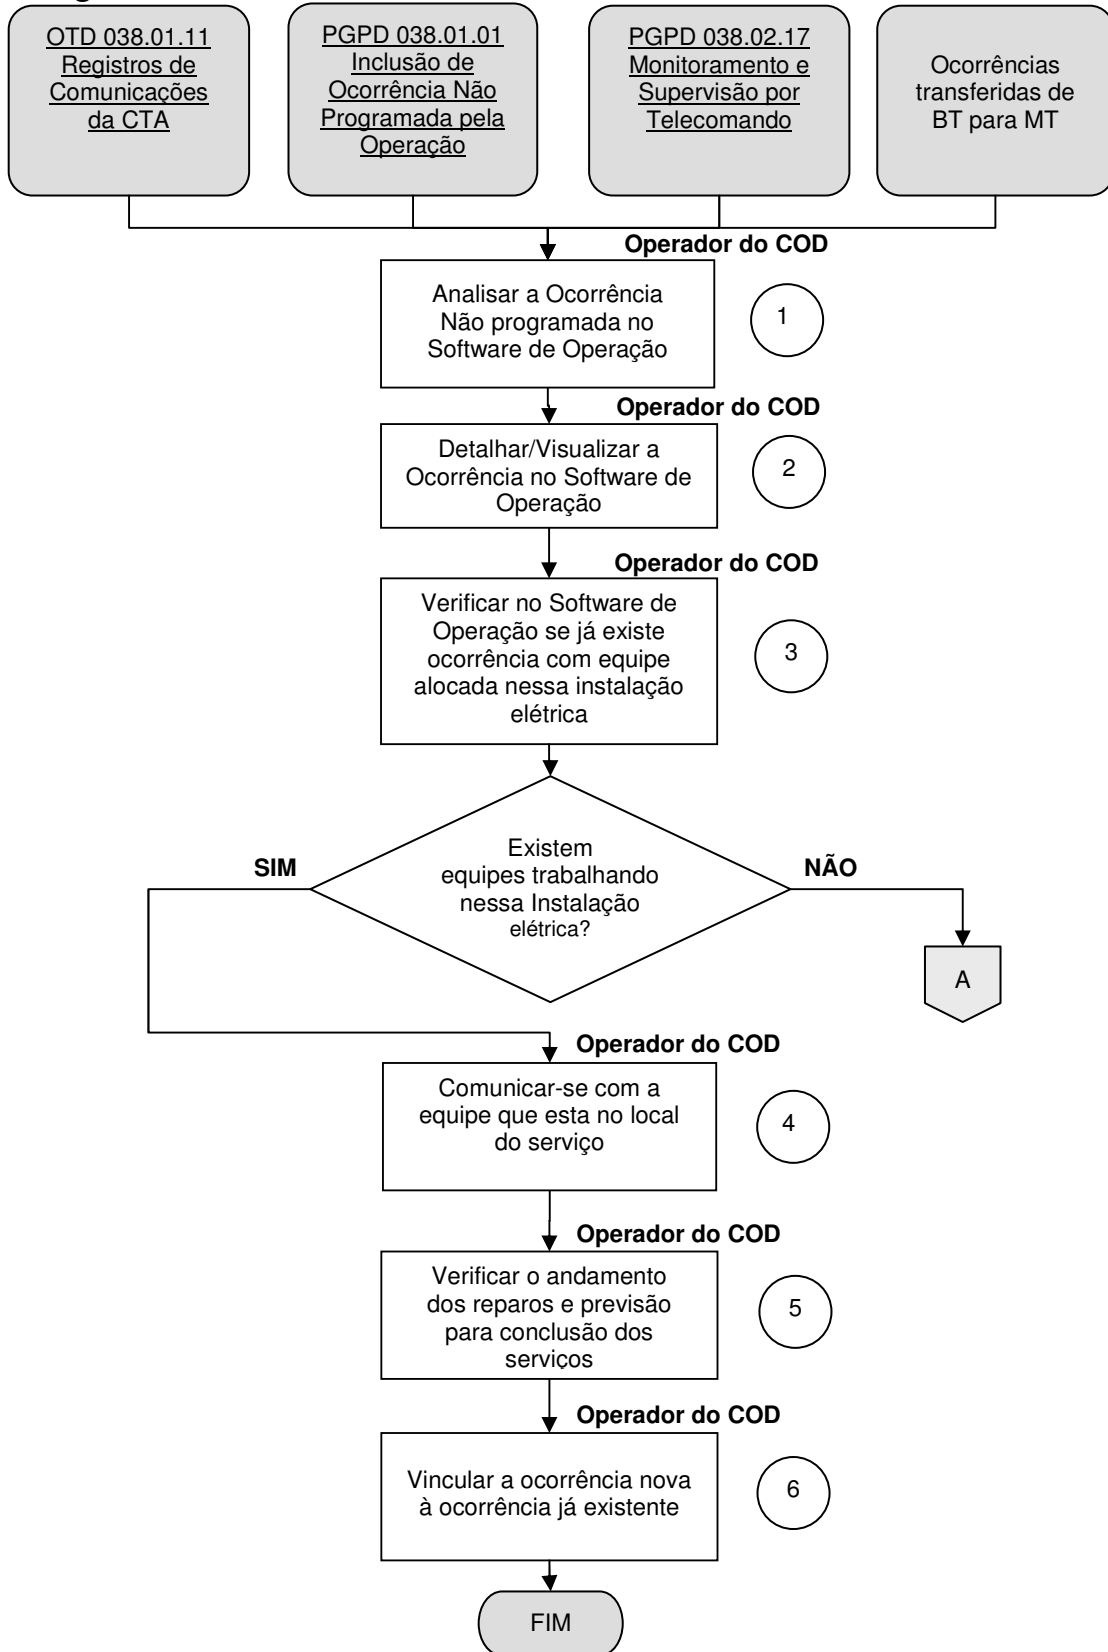 OTD 038.01.11
Registros de
Comunicações
da CTA
PGPD 038.01.01
Inclusão de
Ocorrência Não
Programada pela
Operação
PGPD 038.02.17
Monitoramento e
Supervisão por
Telecomando
Ocorrências
transferidas de
BT para MT
Operador do COD
Analisar a Ocorrência
Não programada no
Software de Operação
1
Operador do COD
Detalhar/Visualizar a
Ocorrência no Software de
Operação
2
Operador do COD
Verificar no Software de
Operação se já existe
ocorrência com equipe
alocada nessa instalação
elétrica
3
SIM
Existem
equipes trabalhando
nessa Instalação
elétrica?
NÃO
A
Operador do COD
Comunicar-se com a
equipe que esta no local
do serviço
4
Operador do COD
Verificar o andamento
dos reparos e previsão
para conclusão dos
serviços
5
Operador do COD
Vincular a ocorrência nova
à ocorrência já existente
6
FIM